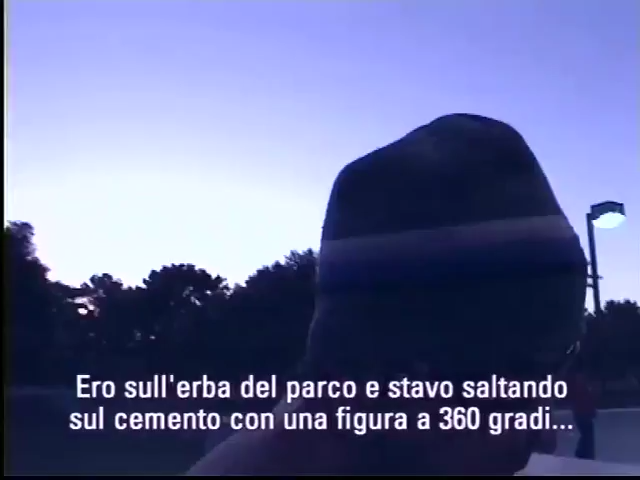 Ero sull'erba del parco e stavo saltando
sul cemento con una figura a 360 gradi...